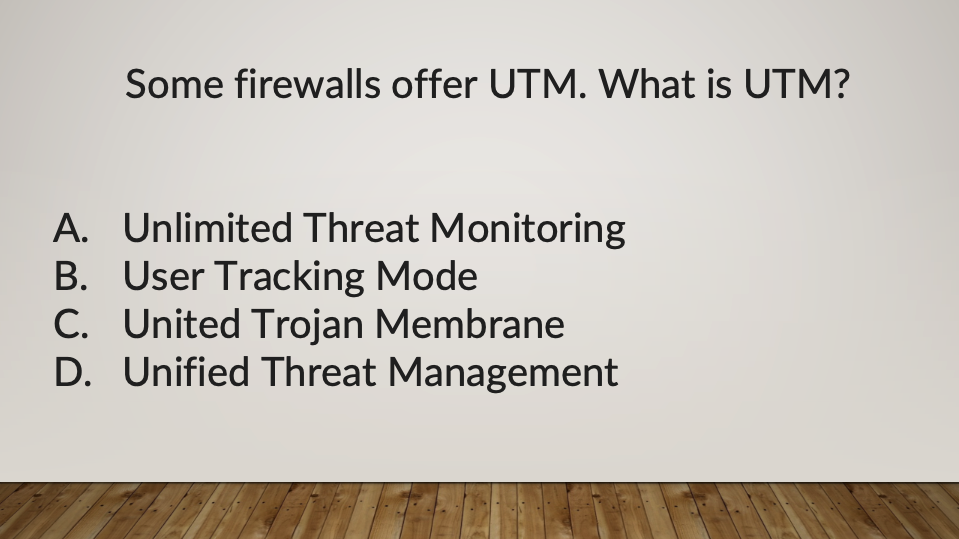 Some firewalls offer UTM. What is UTM?
A. Unlimited Threat Monitoring
B. User Tracking Mode
C. United Trojan Membrane
D. Unified Threat Management